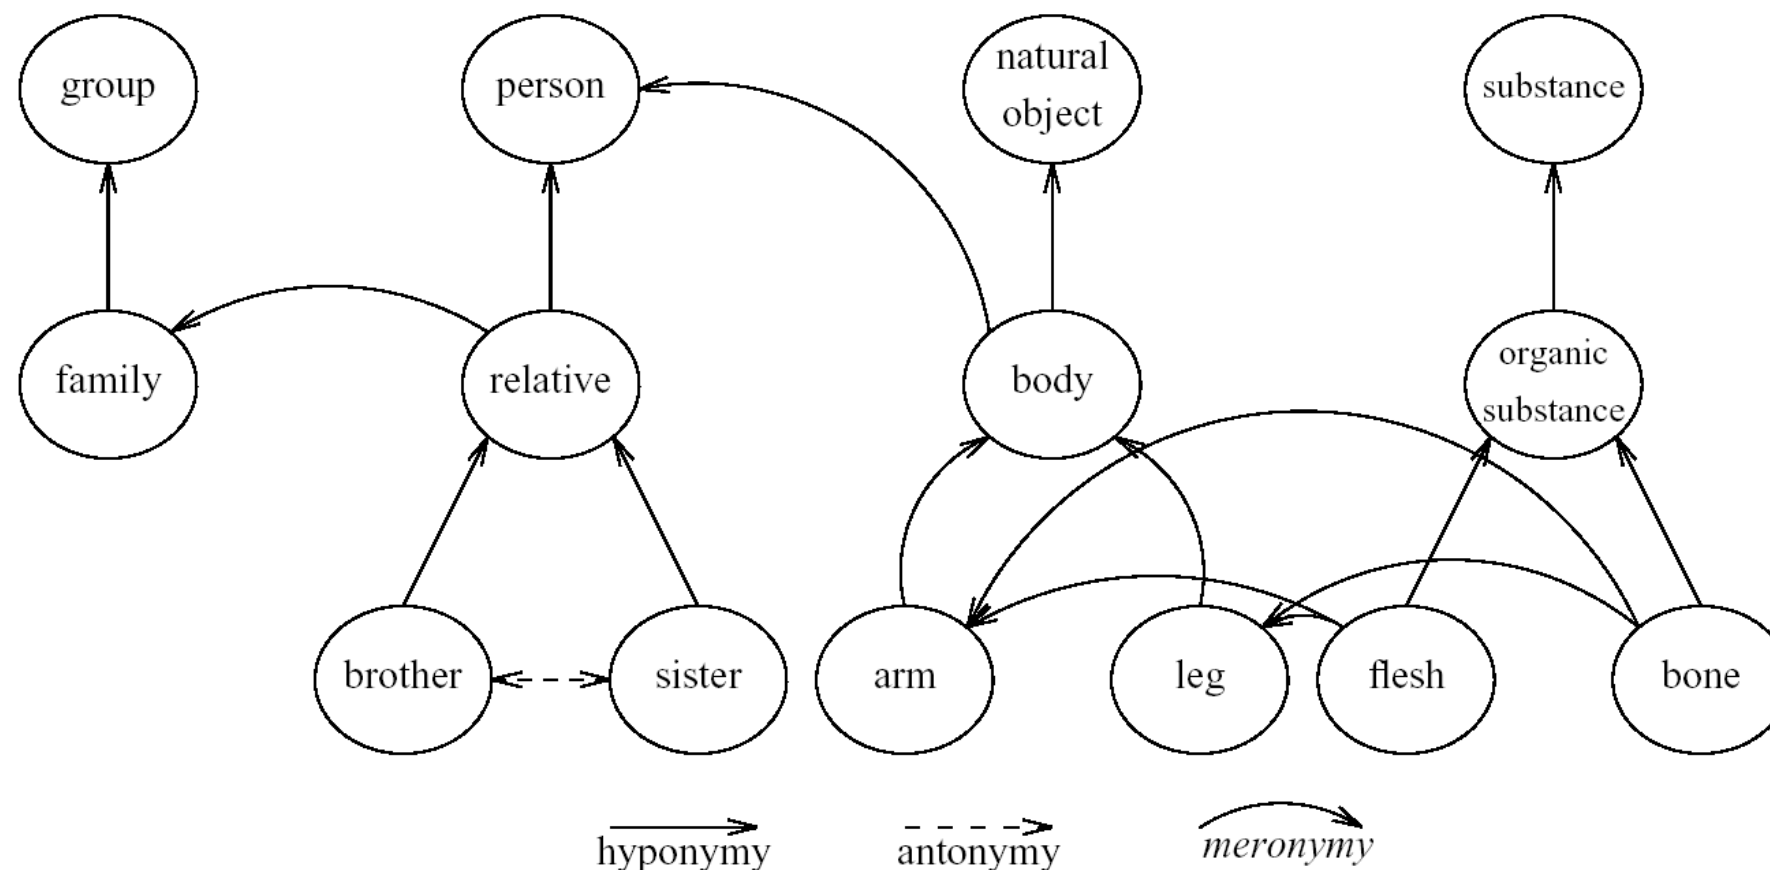 group
person
natural
object
substance
family
relative
body
organic
substance
brother
sister
arm
leg
flesh
bone
hyponymy
antonymy
meronymy